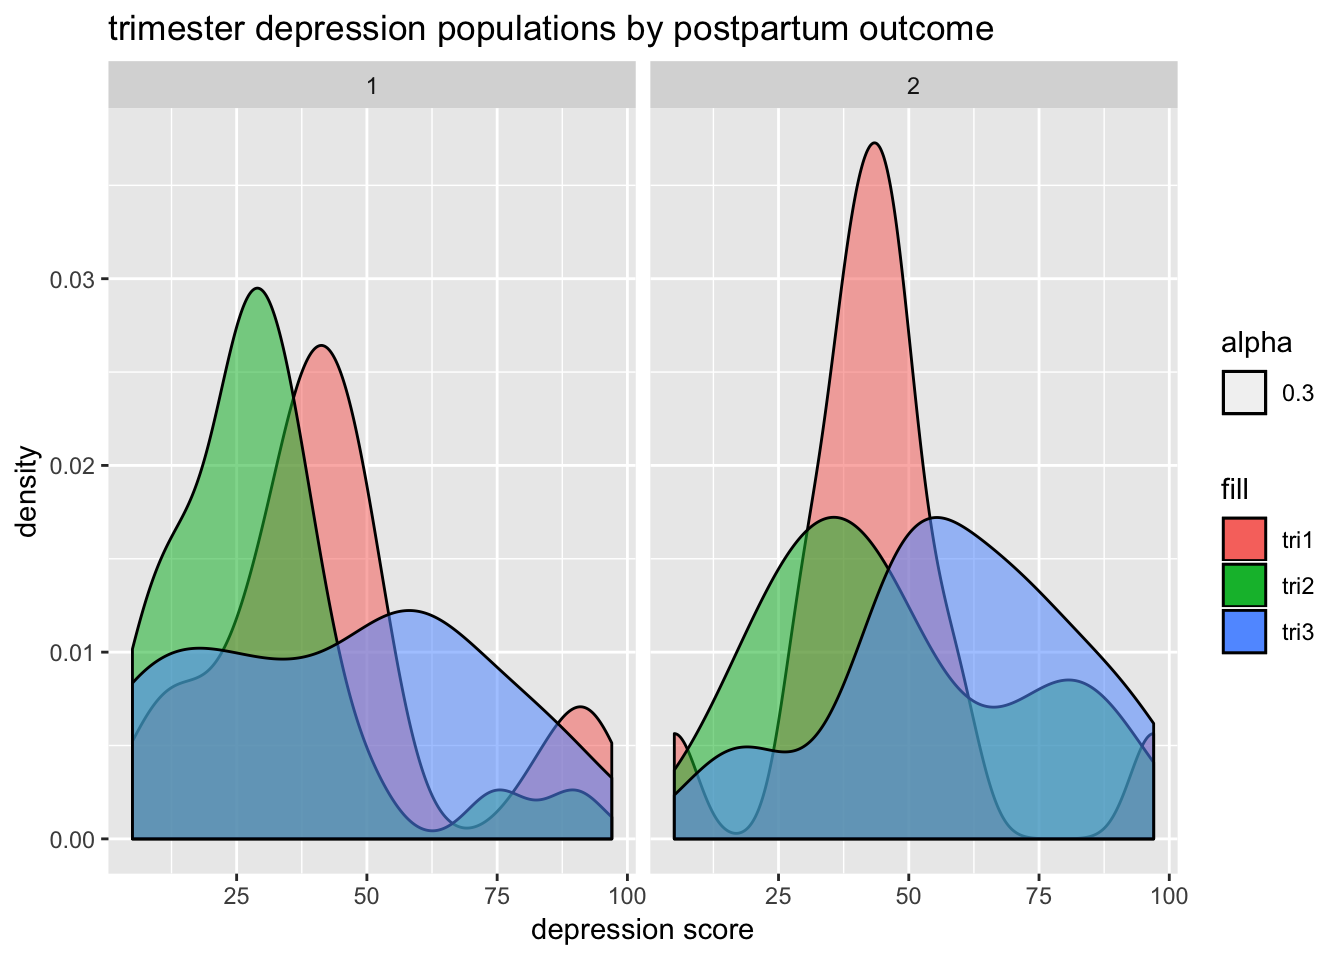 trimester depression populations by postpartum outcome
1
2
0.03
0.02
0.01
0.00
density
25
50
75
100
25
50
75
100
depression score
alpha
0.3
fill
tri1
tri2
tri3